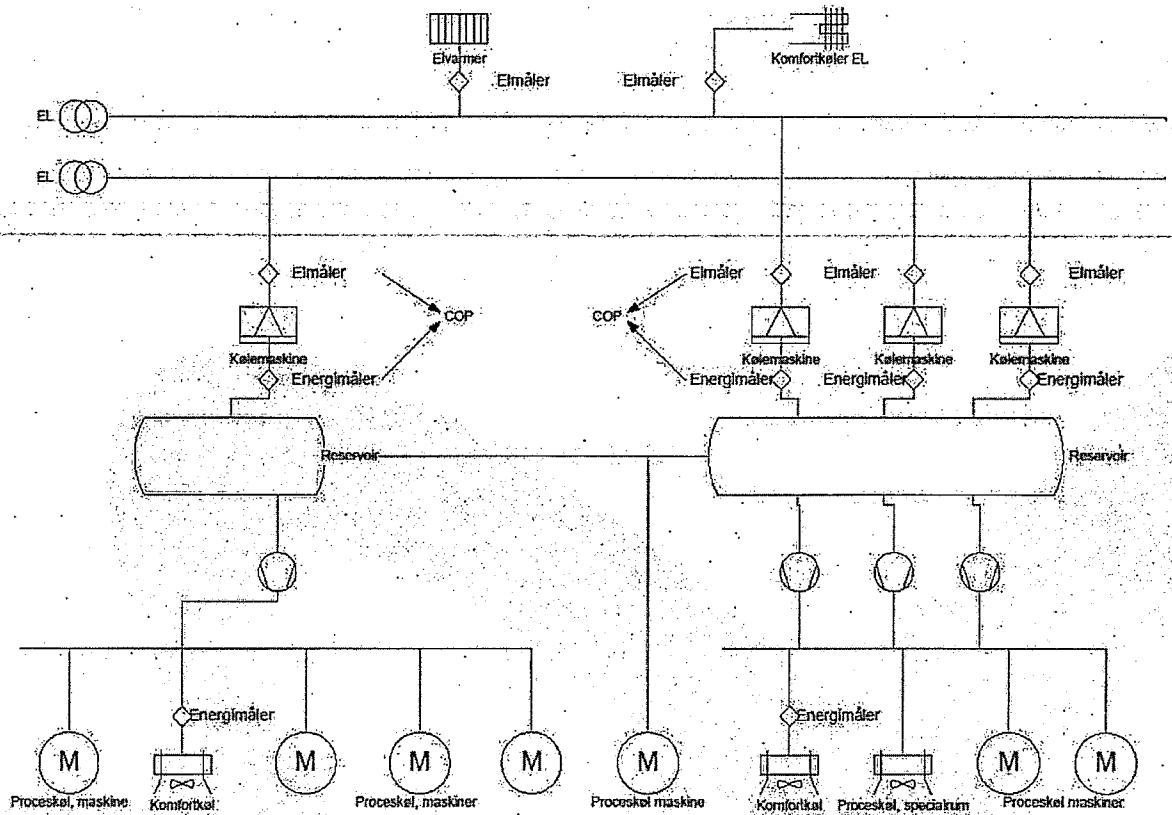 Elvarmer
Komfortkøler EL
Elmåler
Elmåler
EL
EL
Elmåler
Elmåler
Elmåler
Elmåler
COP
COP
Kølemaskine
Kølemaskine
Kølemaskine
Kølemaskine
Energimåler
Energimåler
Energimåler
Energimåler
Reservoir
Reservoir
Energimåler
Energimåler
M
M
M
M
M
M
M
Proceskøl, maskine
Komfortkøl
Proceskøl, maskiner
Proceskøl maskine
Komfortkøl
Proceskøl, specialrum
Proceskøl maskiner